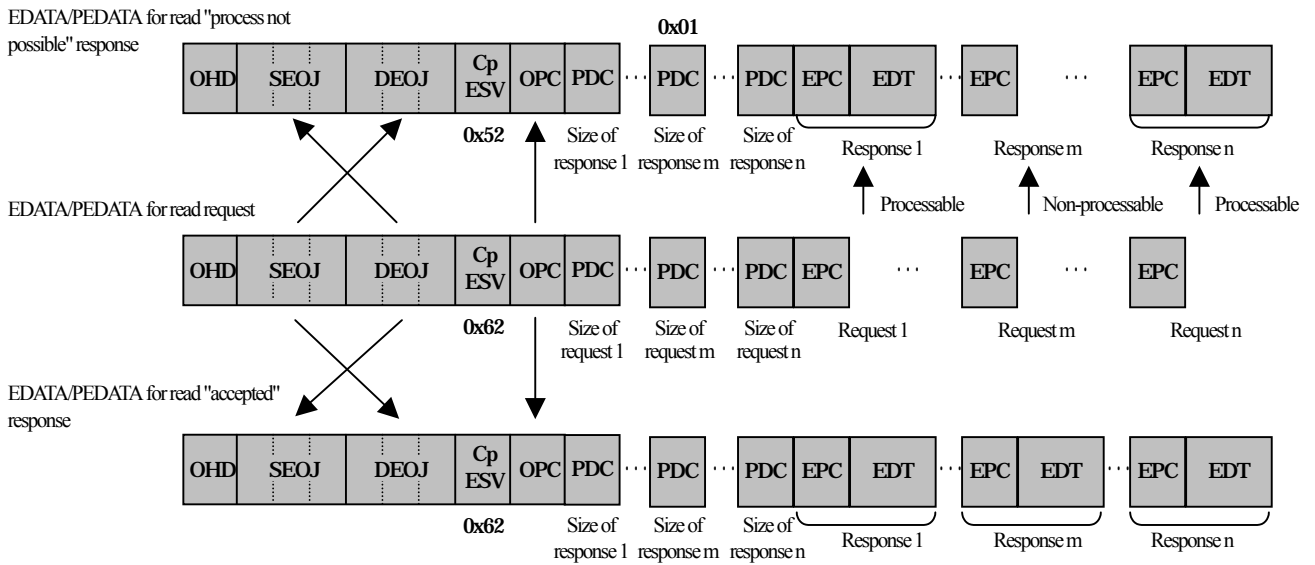 EDATA/PEDATA for read "process not
possible" response
0x01
OHD SEOJ DEOJ Cp ESV OPC PDC ··· PDC ··· PDC EPC EDT ··· EPC ··· EPC EDT
0x52
Size of response 1
Size of response m
Size of response n
Response 1
Response m
Response n
Processable
Non-processable
Processable
EDATA/PEDATA for read request
OHD SEOJ DEOJ Cp ESV OPC PDC ··· PDC ··· PDC EPC ··· EPC ··· EPC
0x62
Size of request 1
Size of request m
Size of request n
Request 1
Request m
Request n
EDATA/PEDATA for read "accepted"
response
OHD SEOJ DEOJ Cp ESV OPC PDC ··· PDC ··· PDC EPC EDT ··· EPC EDT ··· EPC EDT
0x62
Size of response 1
Size of response m
Size of response n
Response 1
Response m
Response n